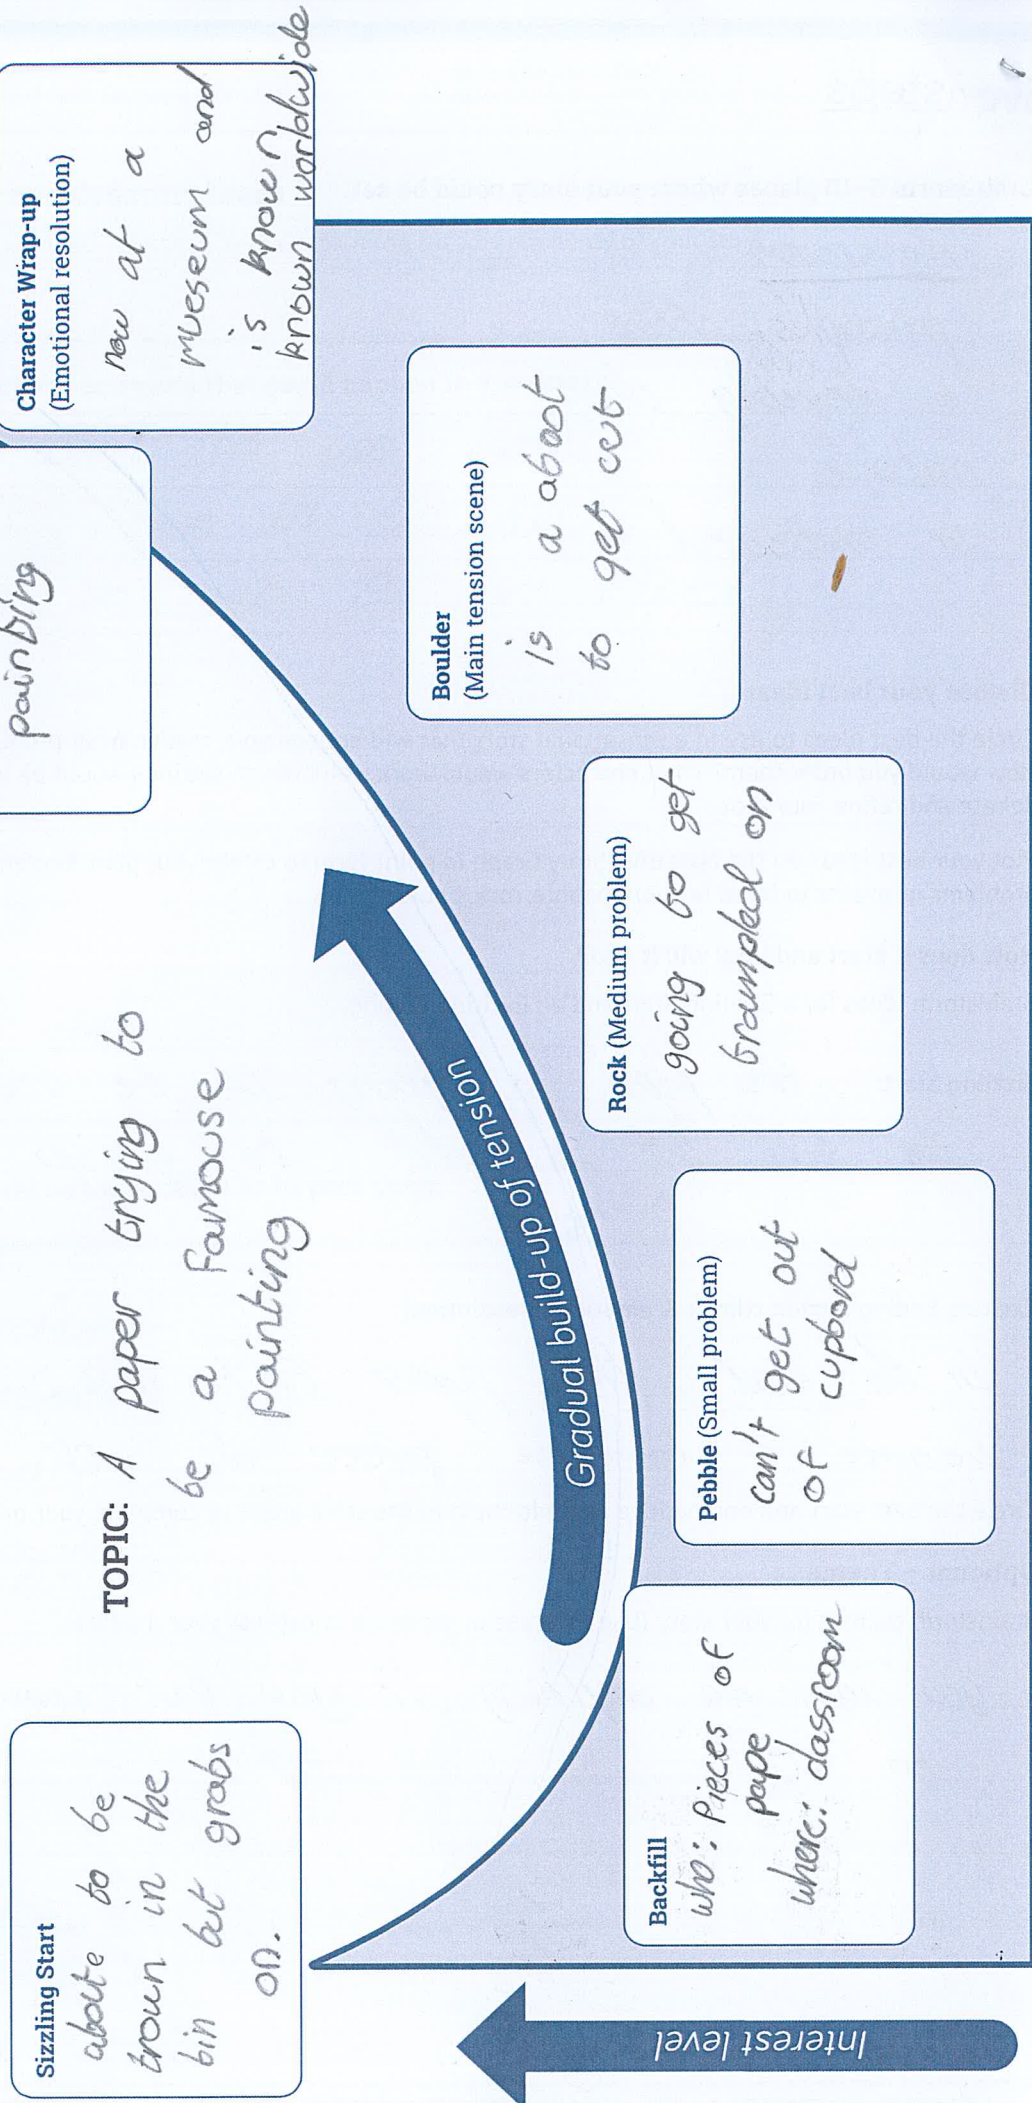 Sizzling Start
aboute to be
trown in the
bin but grabs
on.
TOPIC: A paper trying to
be a famouse
painting
painting
Character Wrap-up
(Emotional resolution)
now at a
mueseum and
is known
known worldwide
Interest level
Gradual build-up of tension
Backfill
who: Pieces of
pape
where: classroom
Pebble (Small problem)
Can't get out
of cupboard
Rock (Medium problem)
going to get
trampled on
Boulder
(Main tension scene)
is a about
to get cut